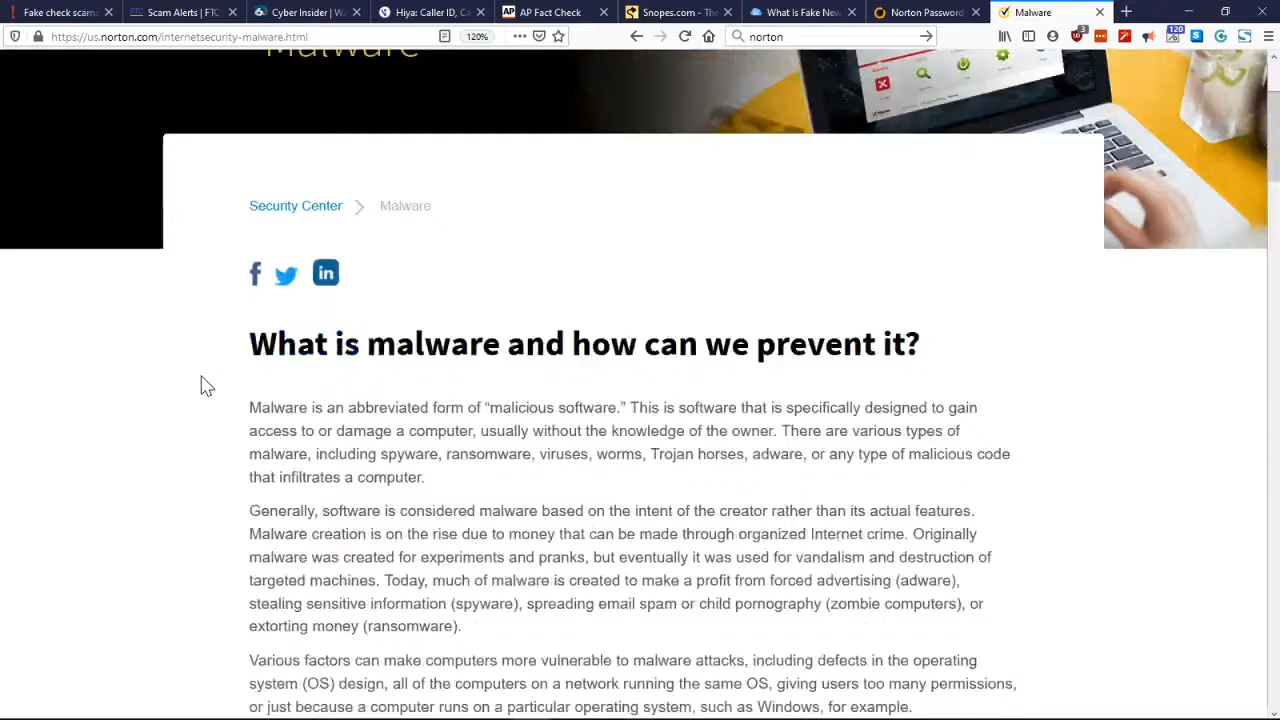 Fake check scams
Scam Alerts | FTC
Cyber Insider | W
Hiya: Caller ID, Ca
AP Fact Check
Snopes.com - The
What Is Fake New
Norton Password
Malware
https://us.norton.com/internetsecurity-malware.html
120%
norton
3
120
Malware
Security Center
Malware
What is malware and how can we prevent it?
Malware is an abbreviated form of “malicious software.” This is software that is specifically designed to gain
access to or damage a computer, usually without the knowledge of the owner. There are various types of
malware, including spyware, ransomware, viruses, worms, Trojan horses, adware, or any type of malicious code
that infiltrates a computer.
Generally, software is considered malware based on the intent of the creator rather than its actual features.
Malware creation is on the rise due to money that can be made through organized Internet crime. Originally
malware was created for experiments and pranks, but eventually it was used for vandalism and destruction of
targeted machines. Today, much of malware is created to make a profit from forced advertising (adware),
stealing sensitive information (spyware), spreading email spam or child pornography (zombie computers), or
extorting money (ransomware).
Various factors can make computers more vulnerable to malware attacks, including defects in the operating
system (OS) design, all of the computers on a network running the same OS, giving users too many permissions,
or just because a computer runs on a particular operating system, such as Windows, for example.